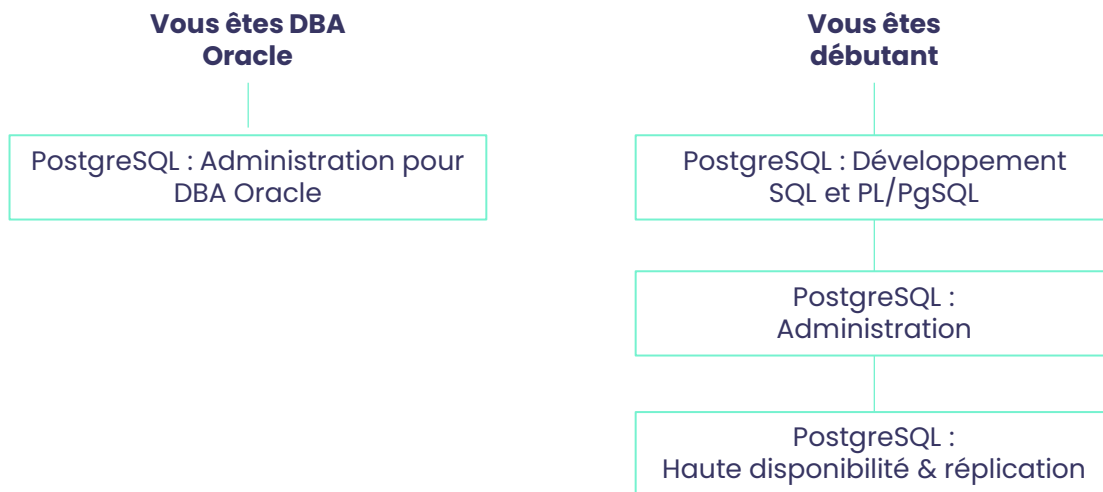 Vous êtes DBA
Oracle
PostgreSQL : Administration pour
DBA Oracle
Vous êtes
débutant
PostgreSQL : Développement
SQL et PL/PgSQL
PostgreSQL :
Administration
PostgreSQL :
Haute disponibilité & réplication